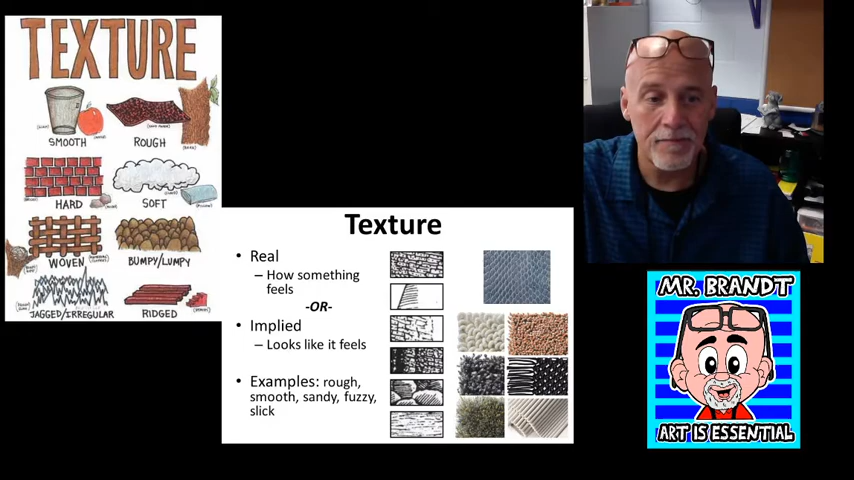 TEXTURE
SMOOTH
ROUGH
HARD
SOFT
WOVEN
BUMPY/LUMPY
JAGGED/IRREGULAR
RIDGED
Texture
• Real
– How something
feels
-OR-
• Implied
– Looks like it feels
• Examples: rough,
smooth, sandy, fuzzy,
slick
MR. BRANDT
ART IS ESSENTIAL